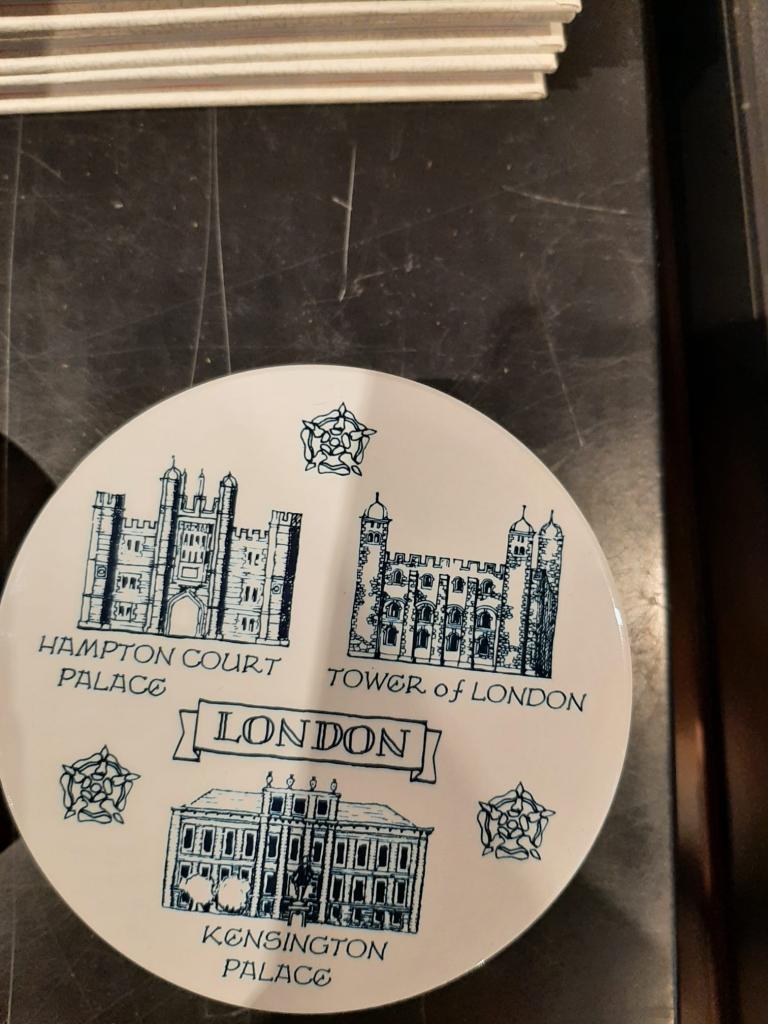 HAMPTON COURT
PALACE
TOWER of LONDON
LONDON
KENSINGTON
PALACE